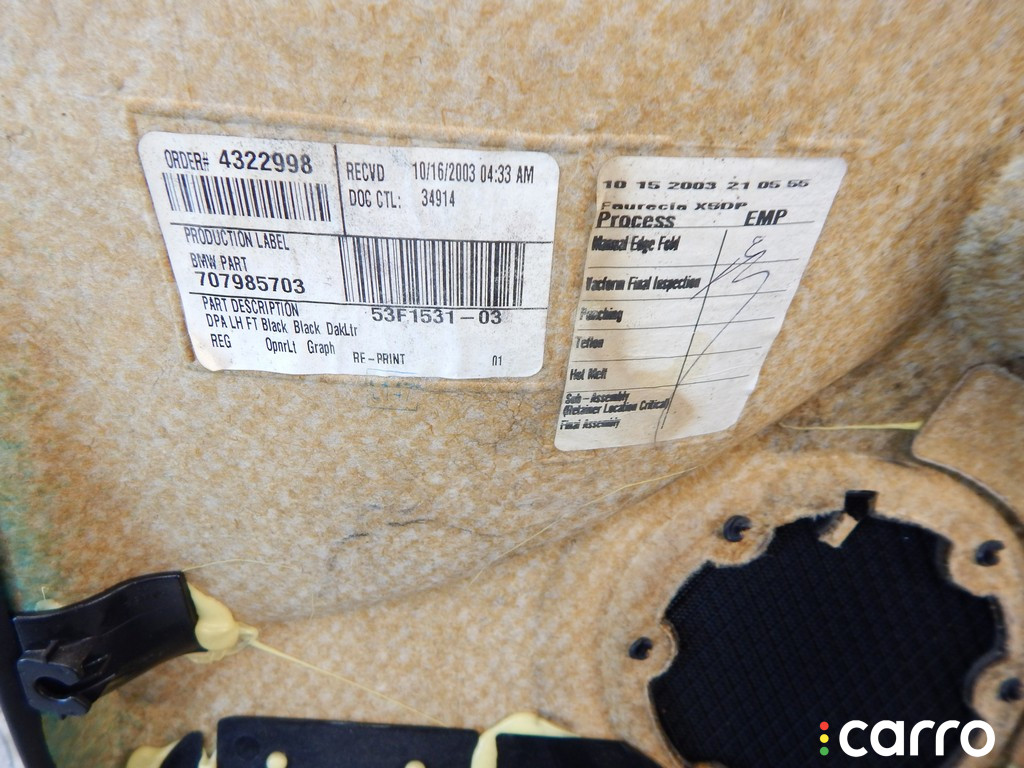 ORDER# 4322998
RECVD 10/16/2003 04:33 AM
DOC CTL: 34914
PRODUCTION LABEL
BMW PART
707985703
53F1531-03
PART DESCRIPTION
DPA LH FT Black Black DakLtr
REG OpnrLt Graph
RE-PRINT 01
10 15 2003 21 05 55
Faurecia X5DP
Process EMP
Manual Edge Fold
Vacform Final Inspection
Punching
Teflon
Hot Melt
Sub-Assembly
(Retainer Location Critical)
Final Assembly
carro